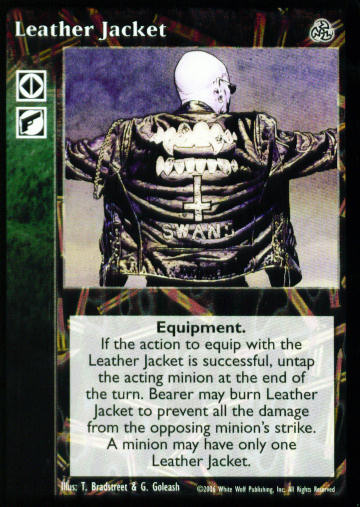 Leather Jacket
SWANS
Equipment.
If the action to equip with the
Leather Jacket is successful, untap
the acting minion at the end of
the turn. Bearer may burn Leather
Jacket to prevent all the damage
from the opposing minion's strike.
A minion may have only one
Leather Jacket.
Illus: T. Bradstreet & G. Goleash
©2006 White Wolf Publishing, Inc. All Rights Reserved